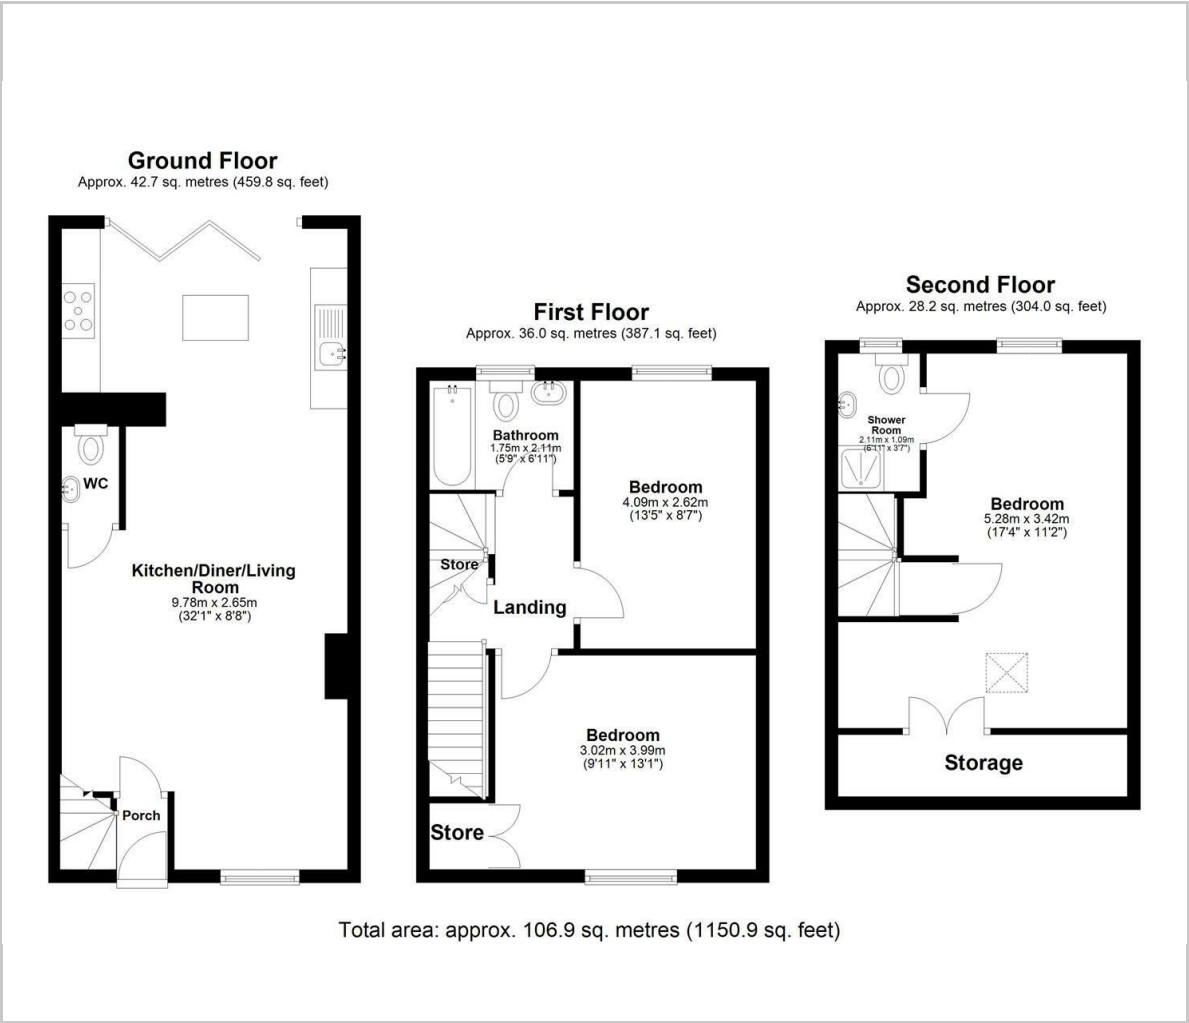 Ground Floor
Approx. 42.7 sq. metres (459.8 sq. feet)
WC
Kitchen/Diner/Living
Room
9.78m x 2.65m
(32'1" x 8'8")
Porch
First Floor
Approx. 36.0 sq. metres (387.1 sq. feet)
Bathroom
1.75m x 2.11m
(5'9" x 6'11")
Bedroom
4.09m x 2.62m
(13'5" x 8'7")
Store
Landing
Bedroom
3.02m x 3.99m
(9'11" x 13'1")
Store
Second Floor
Approx. 28.2 sq. metres (304.0 sq. feet)
Shower
Room
2.11m x 1.09m
(6'11" x 3'7")
Bedroom
5.28m x 3.42m
(17'4" x 11'2")
Storage
Total area: approx. 106.9 sq. metres (1150.9 sq. feet)